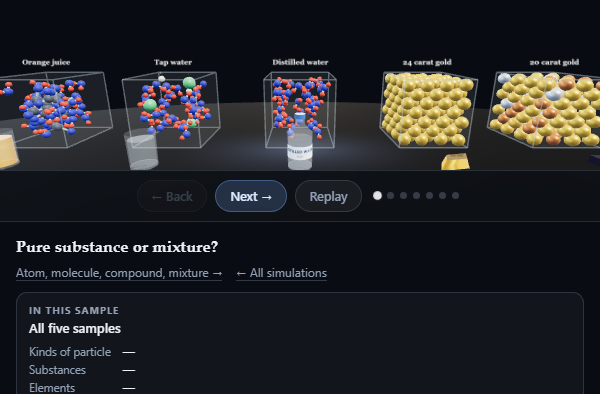 Orange juice
Tap water
Distilled water
24 carat gold
20 carat gold
← Back
Next →
Replay
Pure substance or mixture?
Atom, molecule, compound, mixture →
← All simulations
IN THIS SAMPLE
All five samples
Kinds of particle —
Substances —
Elements —